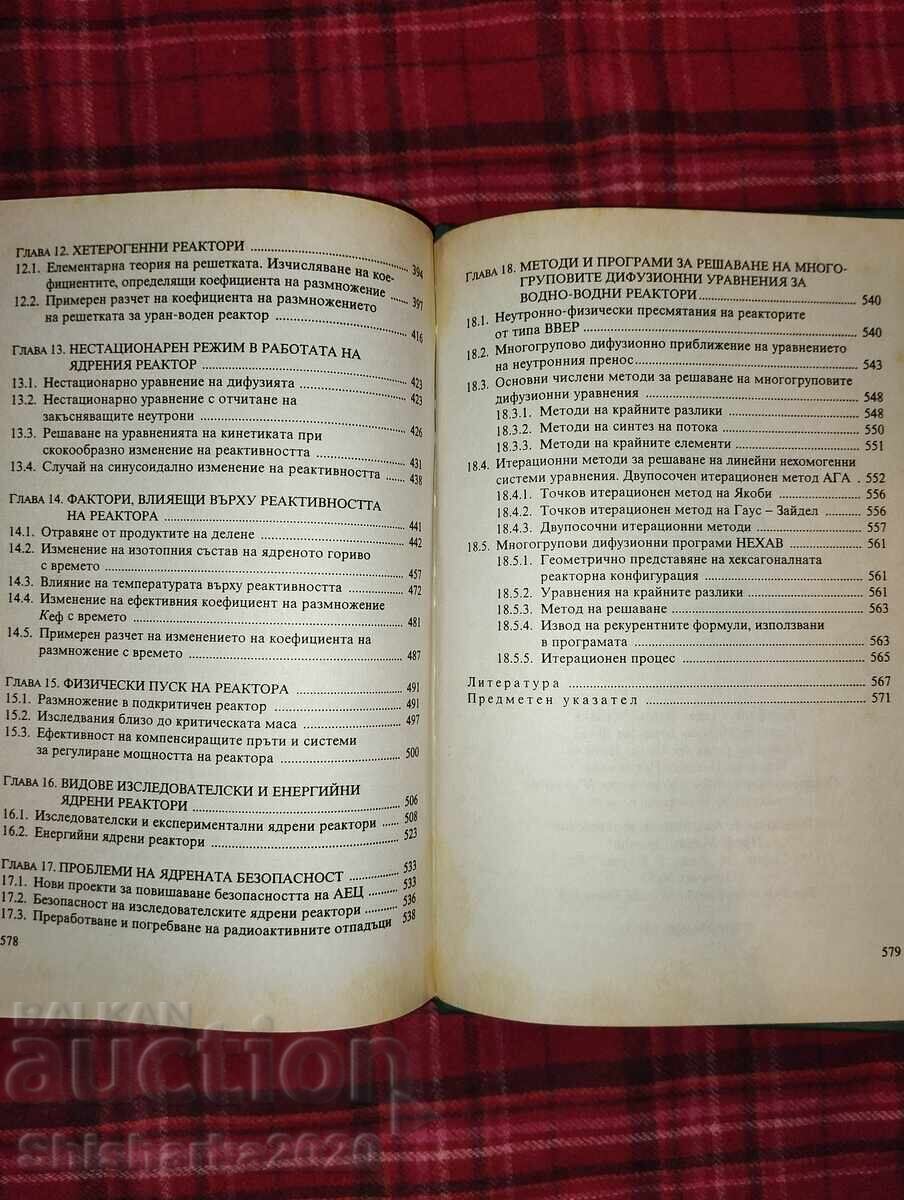 ГЛАВА 12. ХЕТЕРОГЕННИ РЕАКТОРИ ........ 394
12.1. Елементарна теория на решетката. Изчисляване на кое-
фициентите, определящи коефициента на размножение ..... 397
12.2. Примерен разчет на коефициента на размножението
на решетката за уран-воден реактор ........ 416
ГЛАВА 13. НЕСТАЦИОНАРЕН РЕЖИМ В РАБОТАТА НА
ЯДРЕНИЯ РЕАКТОР ........ 423
13.1. Нестационарно уравнение на дифузията ........ 423
13.2. Нестационарно уравнение с отчитане на
закъсняващите неутрони ........ 426
13.3. Решаване на уравненията на кинетиката при
скокообразно изменение на реактивността ........ 431
13.4. Случай на синусоидално изменение на реактивността ..... 438
ГЛАВА 14. ФАКТОРИ, ВЛИЯЕЩИ ВЪРХУ РЕАКТИВНОСТТА
НА РЕАКТОРА ........ 441
14.1. Отравяне от продуктите на делене ........ 442
14.2. Изменение на изотопния състав на ядреното гориво
с времето ........ 457
14.3. Влияние на температурата върху реактивността ........ 472
14.4. Изменение на ефективния коефициент на размножение
Kеф с времето ........ 481
14.5. Примерен разчет на изменението на коефициента на
размножение с времето ........ 487
ГЛАВА 15. ФИЗИЧЕСКИ ПУСК НА РЕАКТОРА ........ 491
15.1. Размножение в подкритичен реактор ........ 491
15.2. Изследвания близо до критическата маса ........ 497
15.3. Ефективност на компенсиращите пръти и системи
за регулиране мощността на реактора ........ 500
ГЛАВА 16. ВИДОВЕ ИЗСЛЕДОВАТЕЛСКИ И ЕНЕРГИЙНИ
ЯДРЕНИ РЕАКТОРИ ........ 506
16.1. Изследователски и експериментални ядрени реактори .... 508
16.2. Енергийни ядрени реактори ........ 523
ГЛАВА 17. ПРОБЛЕМИ НА ЯДРЕНАТА БЕЗОПАСНОСТ ........ 533
17.1. Нови проекти за повишаване безопасността на АЕЦ ........ 533
17.2. Безопасност на изследователските ядрени реактори ..... 536
17.3. Преработване и погребване на радиоактивните отпадъци 538
578
ГЛАВА 18. МЕТОДИ И ПРОГРАМИ ЗА РЕШАВАНЕ НА МНОГО-
ГРУПОВИТЕ ДИФУЗИОННИ УРАВНЕНИЯ ЗА
ВОДНО-ВОДНИ РЕАКТОРИ ........ 540
18.1. Неутронно-физически пресмятания на реакторите
от типа ВВЕР ........ 540
18.2. Многогрупово дифузионно приближение на уравнението
на неутронния пренос ........ 543
18.3. Основни числени методи за решаване на многогруповите
дифузионни уравнения ........ 548
18.3.1. Методи на крайните разлики ........ 548
18.3.2. Методи на синтез на потока ........ 550
18.3.3. Методи на крайните елементи ........ 551
18.4. Итерационни методи за решаване на линейни нехомогенни
системи уравнения. Двупосочен итерационен метод АГА . 552
18.4.1. Точков итерационен метод на Якоби ........ 556
18.4.2. Точков итерационен метод на Гаус – Зайдел ........ 556
18.4.3. Двупосочни итерационни методи ........ 557
18.5. Многогрупови дифузионни програми НЕХАВ ........ 561
18.5.1. Геометрично представяне на хексагоналната
реакторна конфигурация ........ 561
18.5.2. Уравнения на крайните разлики ........ 561
18.5.3. Метод на решаване ........ 563
18.5.4. Извод на рекурентните формули, използвани
в програмата ........ 563
18.5.5. Итерационен процес ........ 565
Литература ........ 567
Предметен указател ........ 571
579
BALKAN
auction
Shisharka2020